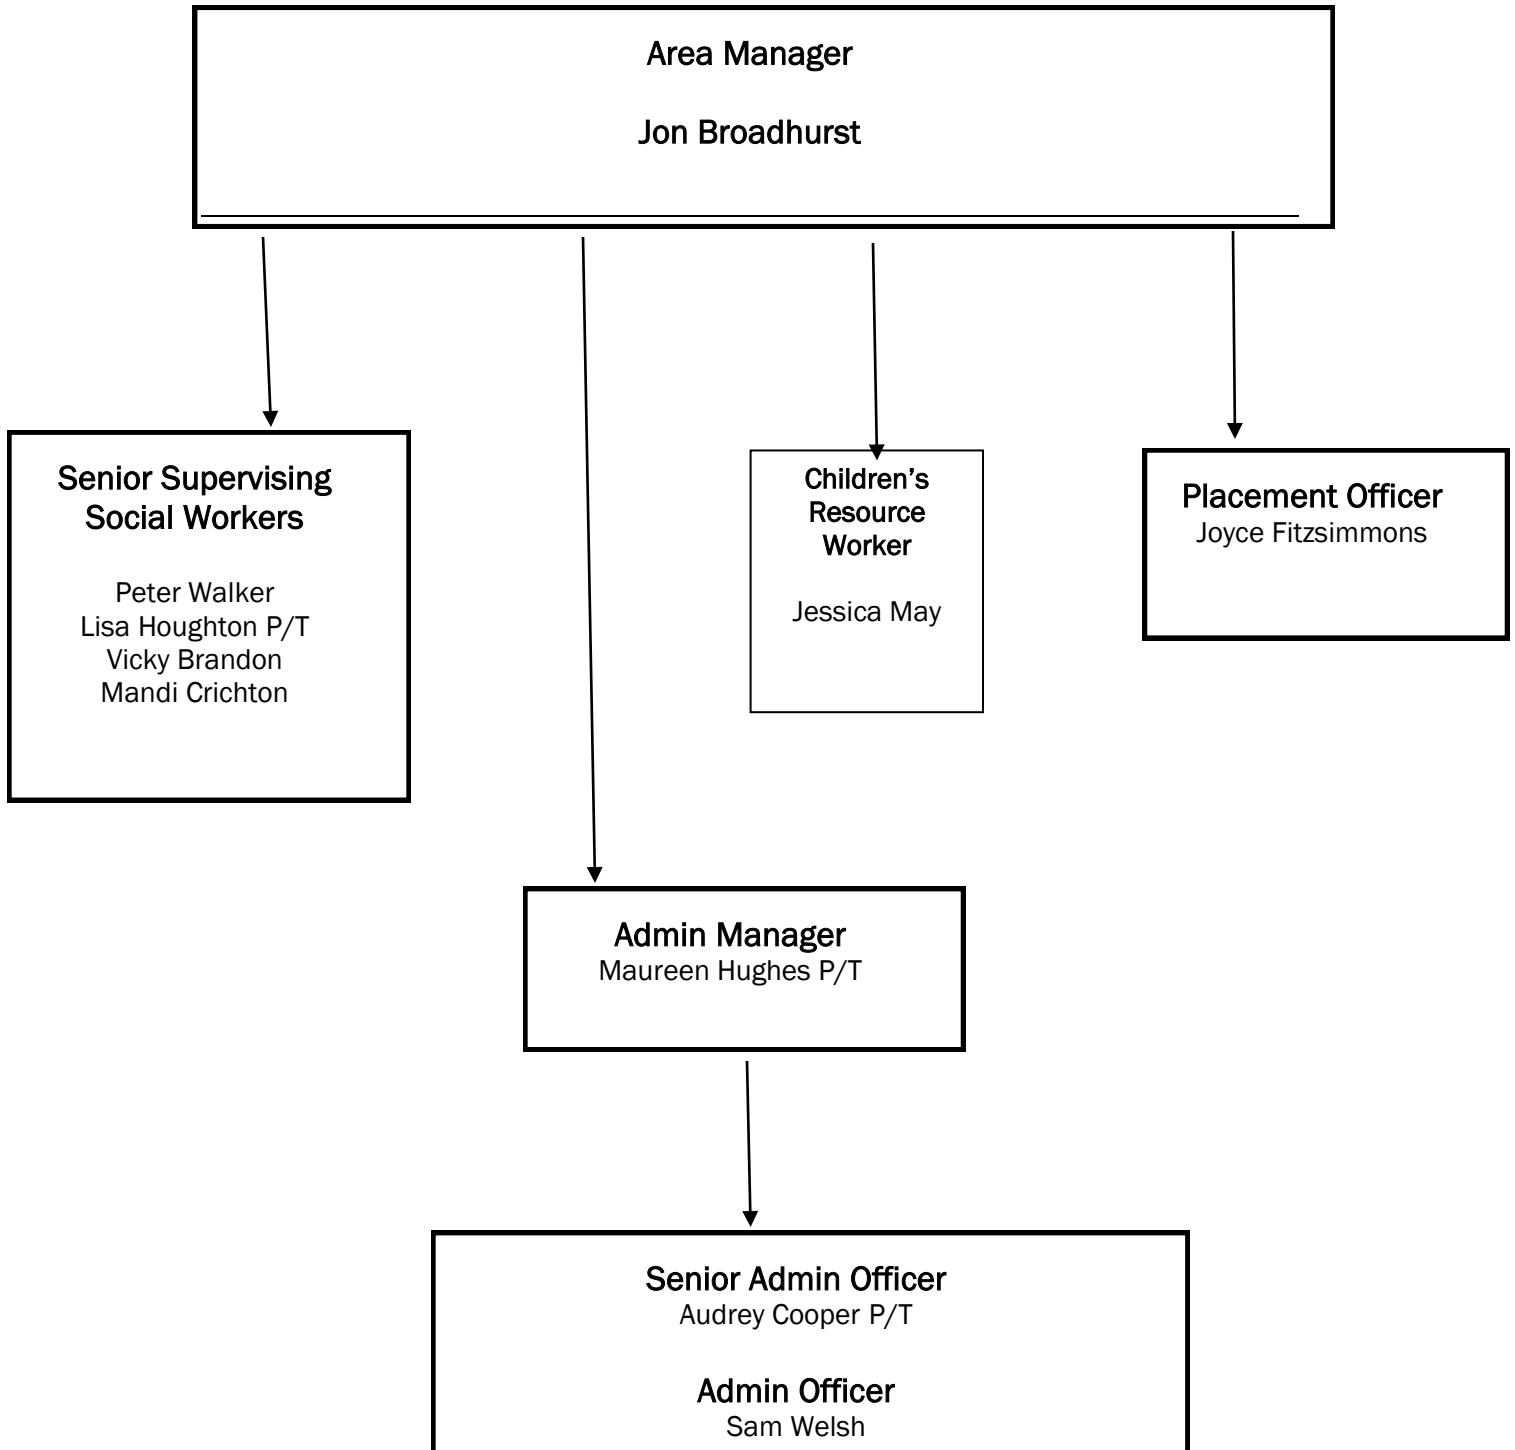 Area Manager
Jon Broadhurst
Senior Supervising
Social Workers
Peter Walker
Lisa Houghton P/T
Vicky Brandon
Mandi Crichton
Children’s
Resource
Worker
Jessica May
Placement Officer
Joyce Fitzsimmons
Admin Manager
Maureen Hughes P/T
Senior Admin Officer
Audrey Cooper P/T
Admin Officer
Sam Welsh